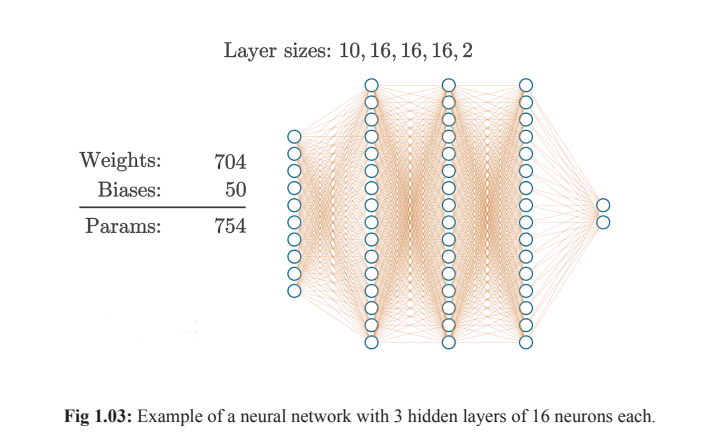 Layer sizes: 10, 16, 16, 16, 2
Weights: 704
Biases: 50
Params: 754
Fig 1.03: Example of a neural network with 3 hidden layers of 16 neurons each.